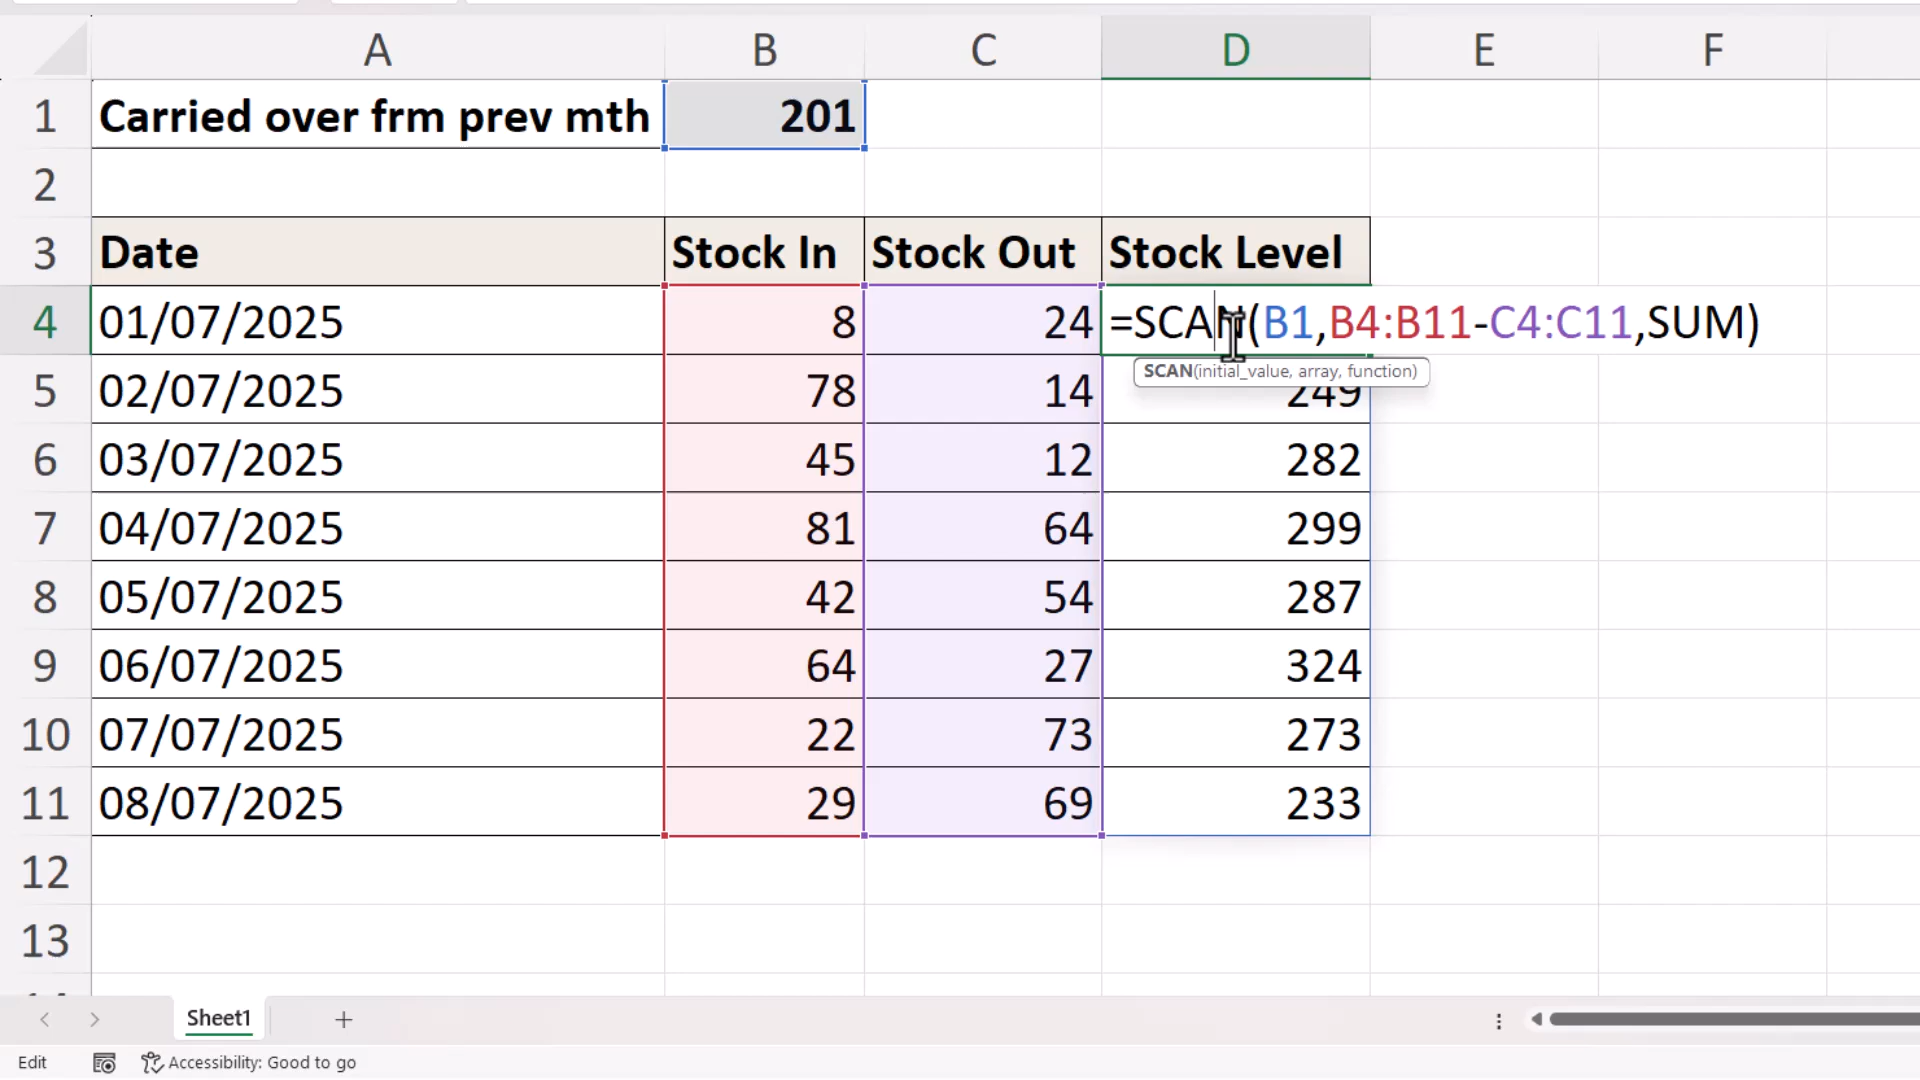 A B C D E F
1 Carried over frm prev mth 201
2
3 Date Stock In Stock Out Stock Level
4 01/07/2025 8 24 =SCAN(B1,B4:B11-C4:C11,SUM)
SCAN(initial_value, array, function)
5 02/07/2025 78 14 249
6 03/07/2025 45 12 282
7 04/07/2025 81 64 299
8 05/07/2025 42 54 287
9 06/07/2025 64 27 324
10 07/07/2025 22 73 273
11 08/07/2025 29 69 233
12
13
Sheet1
Edit Accessibility: Good to go